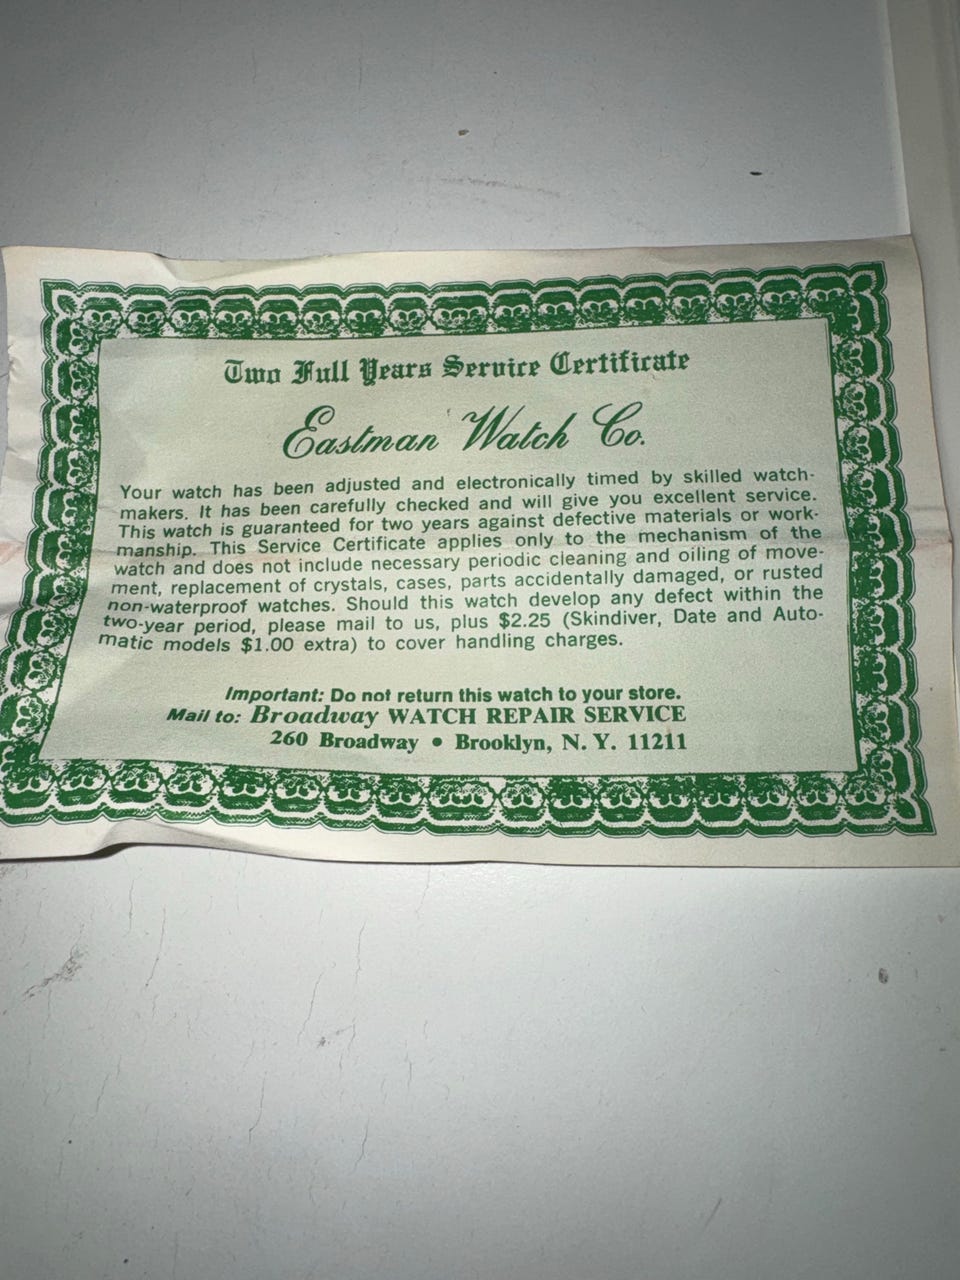 Two Full Years Service Certificate
Eastman Watch Co.
Your watch has been adjusted and electronically timed by skilled watch-
makers. It has been carefully checked and will give you excellent service.
This watch is guaranteed for two years against defective materials or work-
manship. This Service Certificate applies only to the mechanism of the
watch and does not include necessary periodic cleaning and oiling of move-
ment, replacement of crystals, cases, parts accidentally damaged, or rusted
non-waterproof watches. Should this watch develop any defect within the
two-year period, please mail to us, plus $2.25 (Skindiver, Date and Auto-
matic models $1.00 extra) to cover handling charges.
Important: Do not return this watch to your store.
Mail to: Broadway WATCH REPAIR SERVICE
260 Broadway • Brooklyn, N. Y. 11211